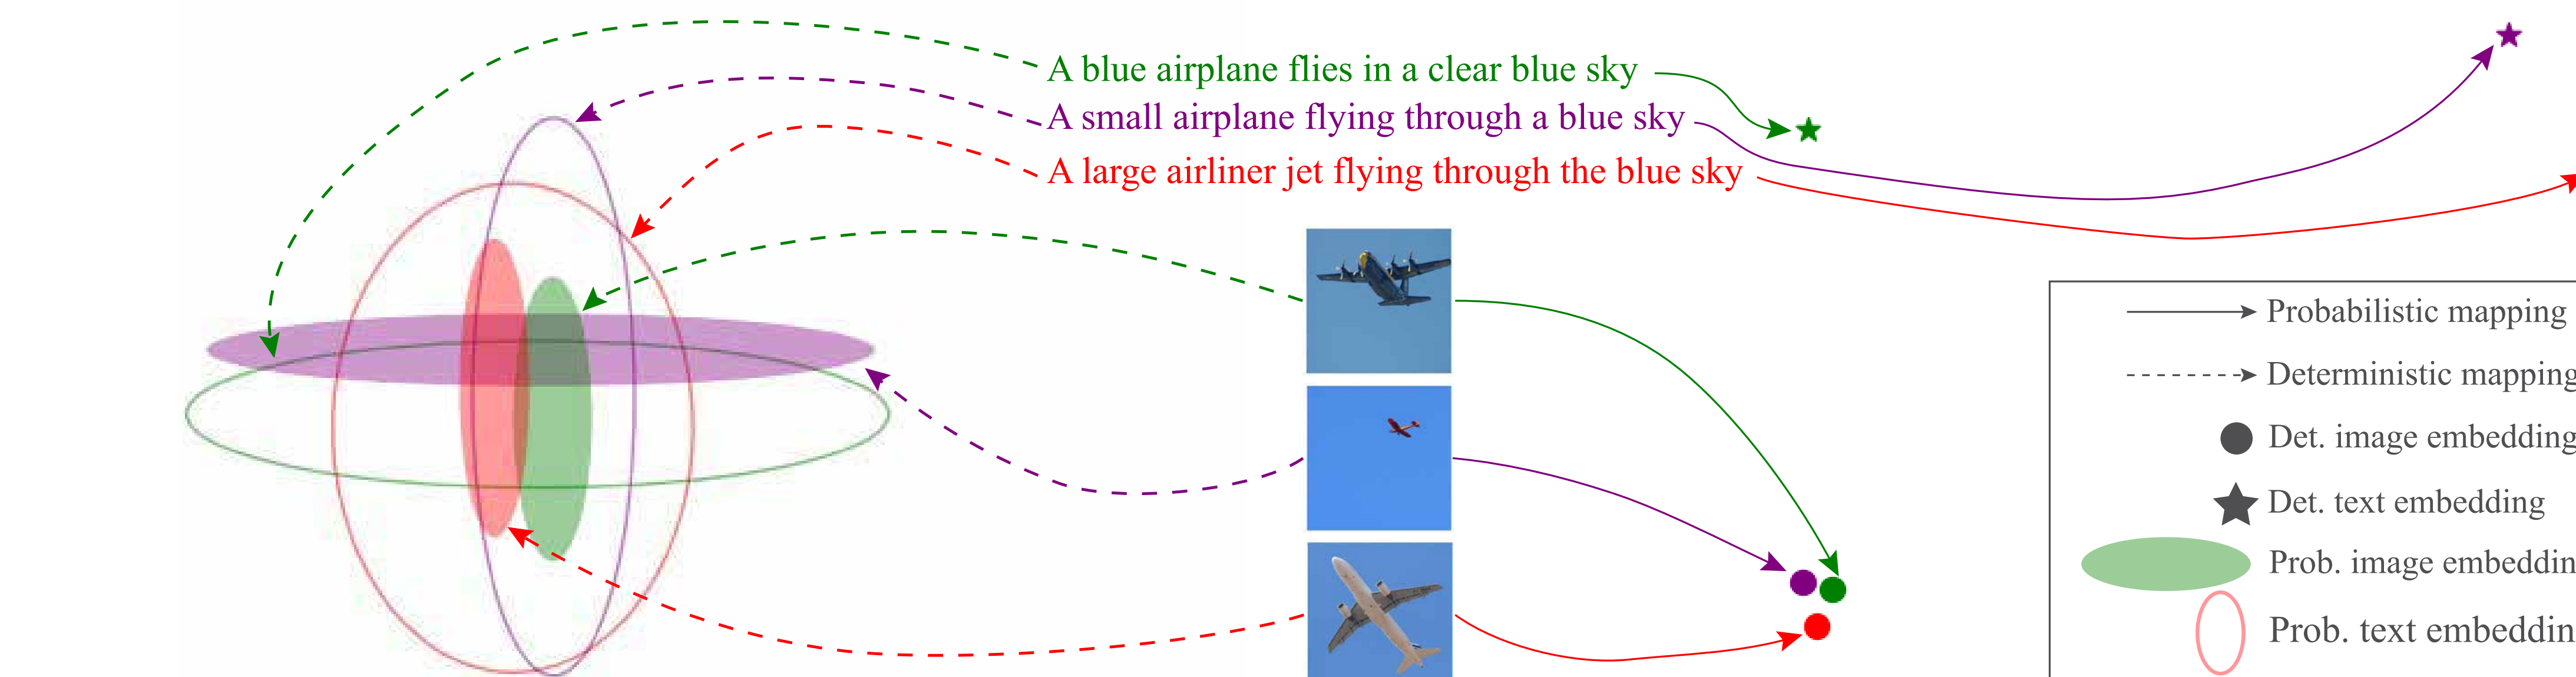 A blue airplane flies in a clear blue sky
A small airplane flying through a blue sky
A large airliner jet flying through the blue sky
Probabilistic mapping
Deterministic mapping
Det. image embedding
Det. text embedding
Prob. image embeddin
Prob. text embeddin